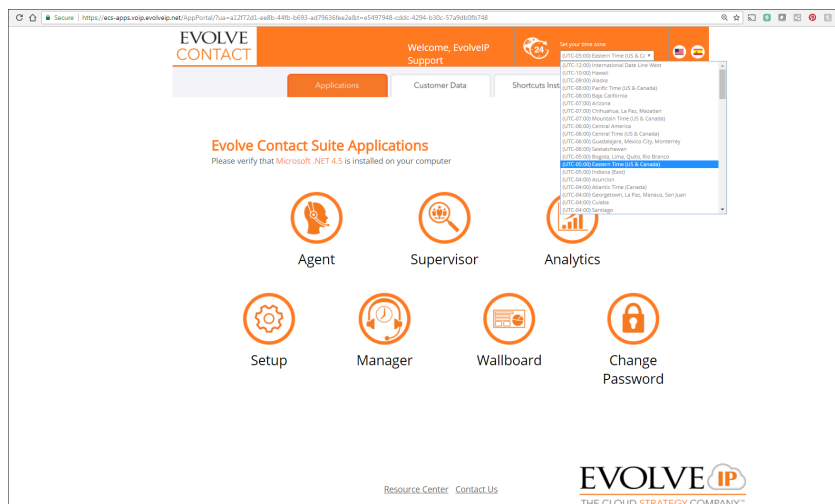 Secure | https://ecs-apps.voip.evolveip.net/AppPortal/?ua=a12f72d1-ee8b-44fb-b693-ad79636fee2e&t=e5497948-cddc-4294-b30c-57a9db0fb748
EVOLVE
CONTACT
Welcome, EvolveIP
Support
24
Set your time zone:
(UTC-05:00) Eastern Time (US & Ca
Applications
Customer Data
Shortcuts Inst
(UTC-12:00) International Date Line West
(UTC-10:00) Hawaii
(UTC-09:00) Alaska
(UTC-08:00) Pacific Time (US & Canada)
(UTC-08:00) Baja California
(UTC-07:00) Arizona
(UTC-07:00) Chihuahua, La Paz, Mazatlan
(UTC-07:00) Mountain Time (US & Canada)
(UTC-06:00) Central America
(UTC-06:00) Central Time (US & Canada)
(UTC-06:00) Guadalajara, Mexico City, Monterrey
(UTC-06:00) Saskatchewan
(UTC-05:00) Bogota, Lima, Quito, Rio Branco
(UTC-05:00) Eastern Time (US & Canada)
(UTC-05:00) Indiana (East)
(UTC-04:00) Asuncion
(UTC-04:00) Atlantic Time (Canada)
(UTC-04:00) Georgetown, La Paz, Manaus, San Juan
(UTC-04:00) Cuiaba
(UTC-04:00) Santiago
Evolve Contact Suite Applications
Please verify that Microsoft .NET 4.5 is installed on your computer
Agent
Supervisor
Analytics
Setup
Manager
Wallboard
Change
Password
Resource Center
Contact Us
EVOLVE IP
THE CLOUD STRATEGY COMPANY™